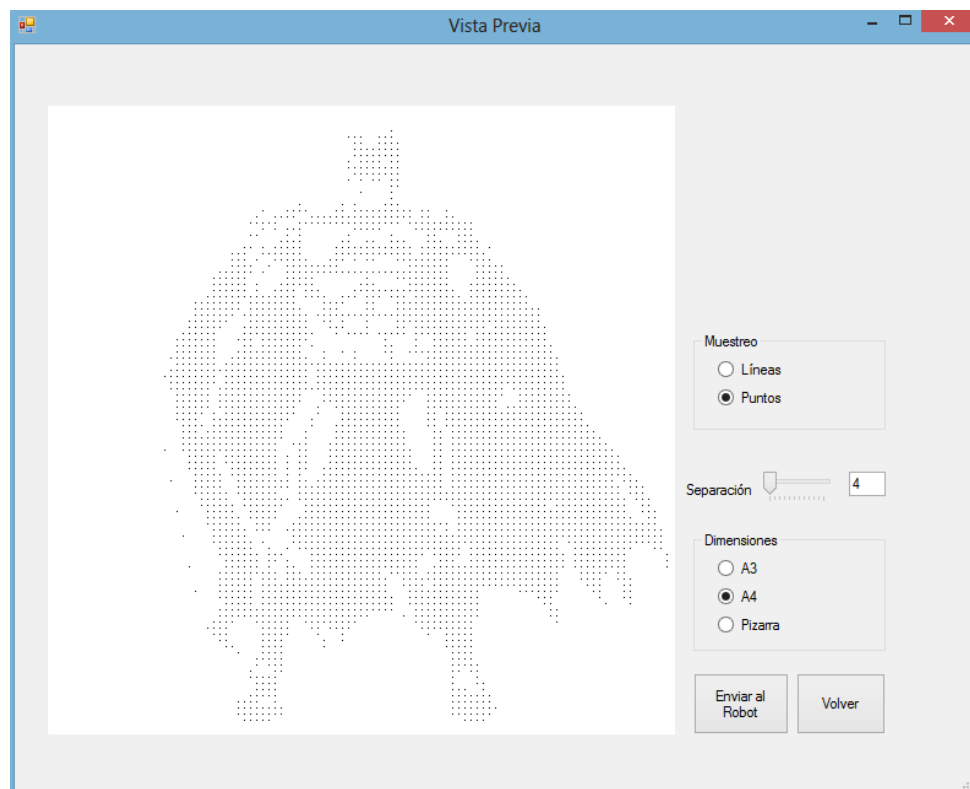 Vista Previa
Muestreo
Líneas
Puntos
Separación
4
Dimensiones
A3
A4
Pizarra
Enviar al
Robot
Volver